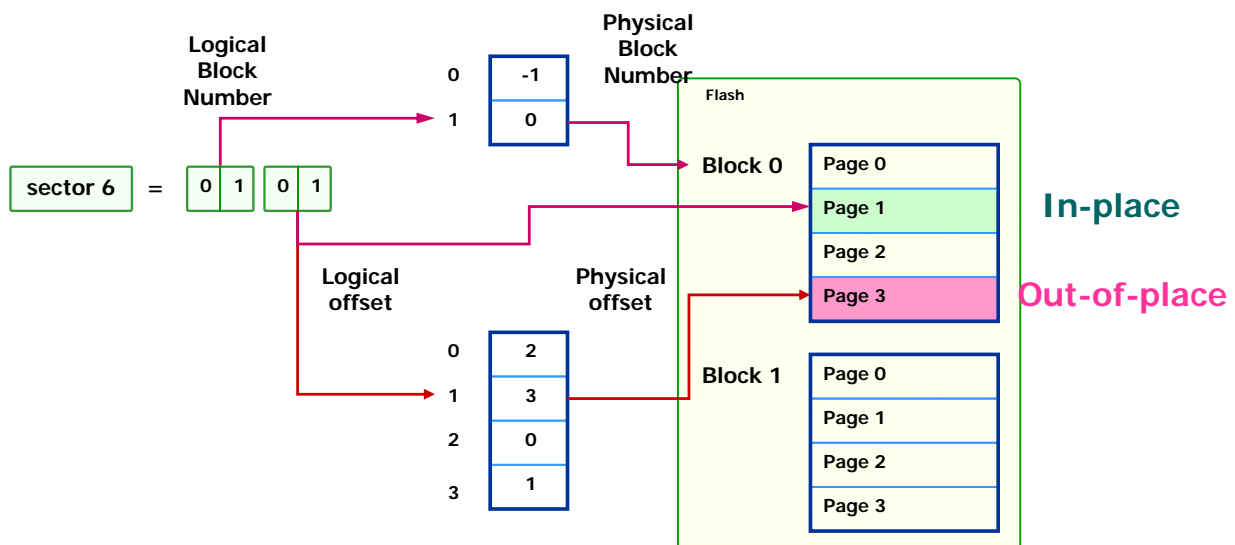 Logical
Block
Number
0 -1
1 0
Physical
Block
Number
Flash
sector 6 = 0 1 0 1
Block 0
Page 0
Page 1
Page 2
Page 3
In-place
Out-of-place
Logical
offset
Physical
offset
0 2
1 3
2 0
3 1
Block 1
Page 0
Page 1
Page 2
Page 3